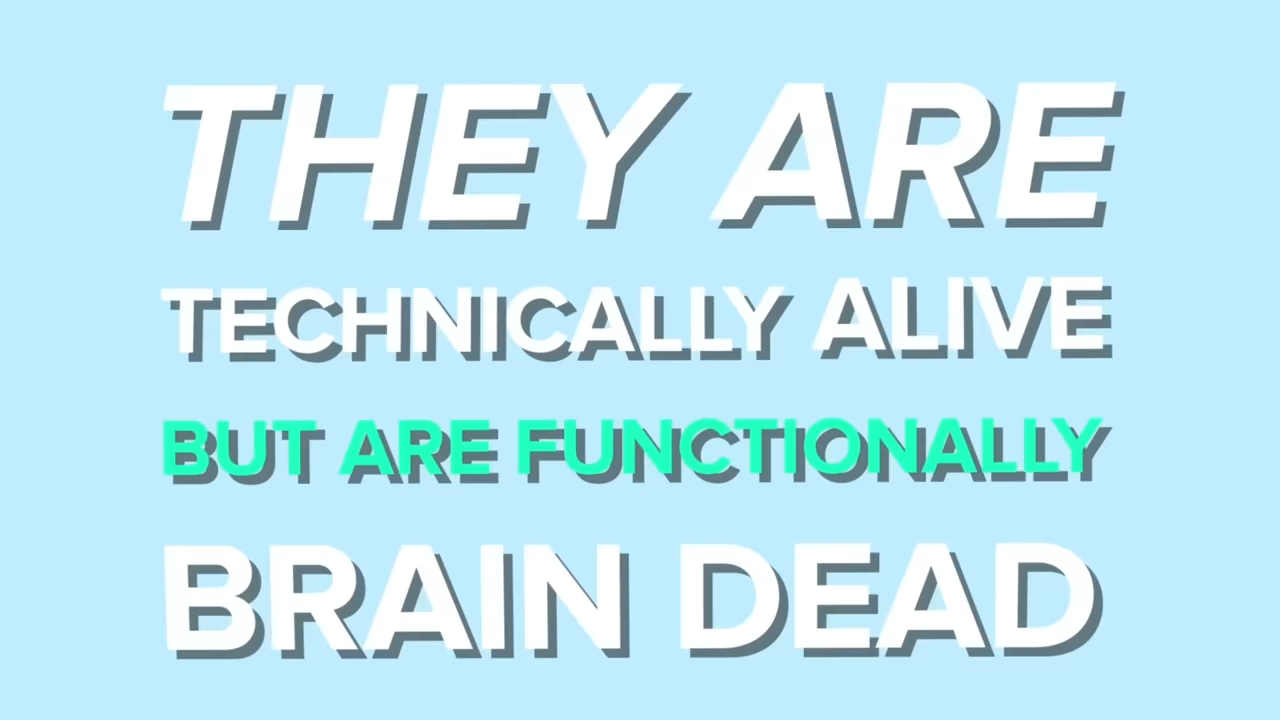 THEY ARE
TECHNICALLY ALIVE
BUT ARE FUNCTIONALLY
BRAIN DEAD